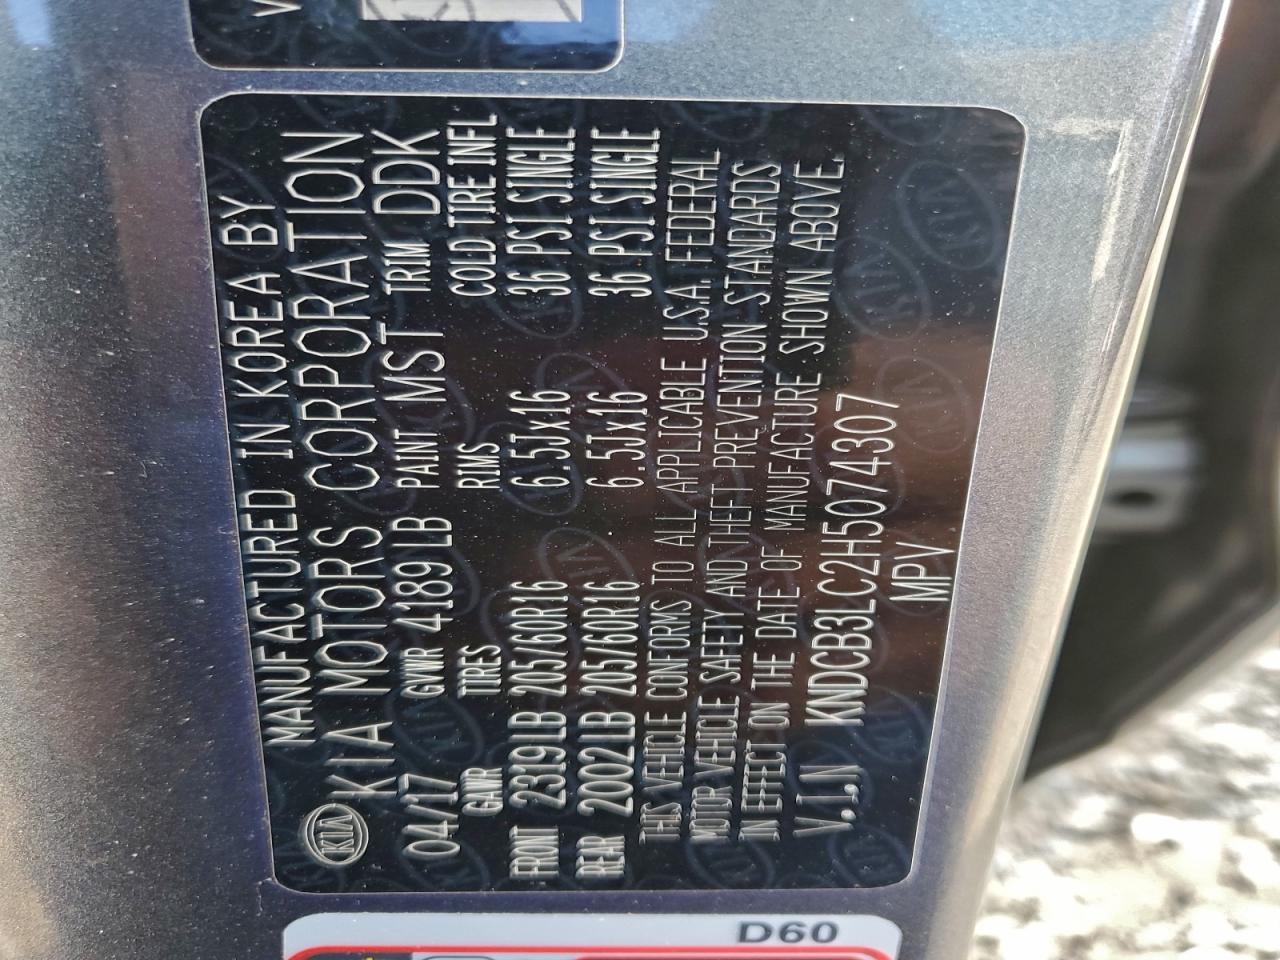 V
MANUFACTURED IN KOREA BY
KIA KIA MOTORS CORPORATION
04/17 GVWR 4189LB PAINT MST TRIM DDK
GAWR TIRES RIMS COLD TIRE INFL
FRONT 2319LB 205/60R16 6.5Jx16 36 PSI SINGLE
REAR 2002LB 205/60R16 6.5Jx16 36 PSI SINGLE
THIS VEHICLE CONFORMS TO ALL APPLICABLE U.S.A. FEDERAL
MOTOR VEHICLE SAFETY AND THEFT PREVENTION STANDARDS
IN EFFECT ON THE DATE OF MANUFACTURE SHOWN ABOVE.
V.I.N KNDCB3LC2H5074307
MPV
D60